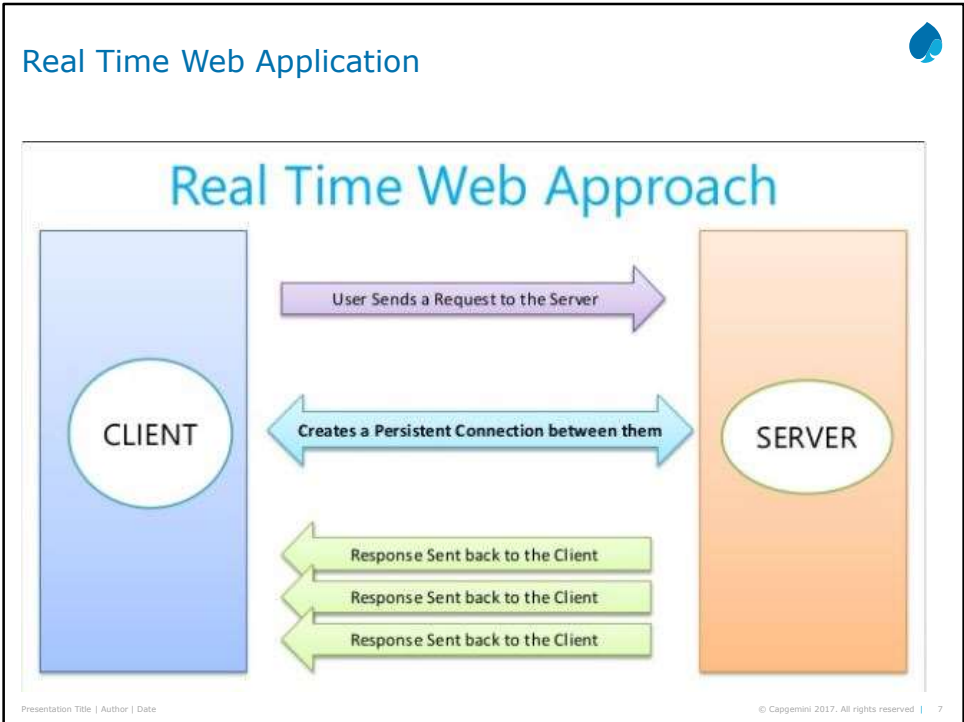 Real Time Web Application
Real Time Web Approach
User Sends a Request to the Server
CLIENT
Creates a Persistent Connection between them
SERVER
Response Sent back to the Client
Response Sent back to the Client
Response Sent back to the Client
Presentation Title | Author | Date
© Capgemini 2017. All rights reserved | 7